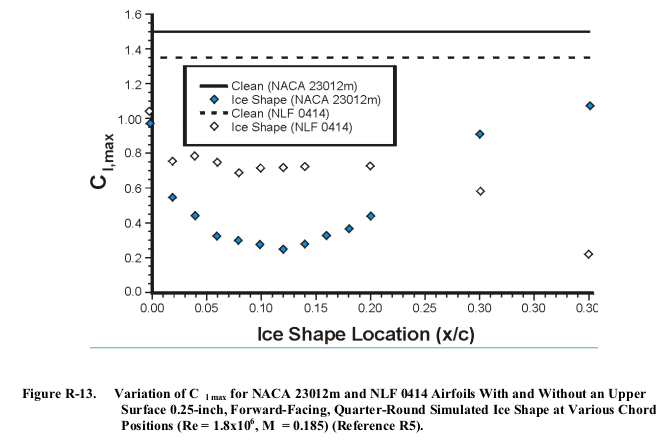 1.6
1.4
1.2
1.00
0.8
0.6
0.4
0.2
0.0
C l,max
Clean (NACA 23012m)
Ice Shape (NACA 23012m)
Clean (NLF 0414)
Ice Shape (NLF 0414)
0.00 0.05 0.10 0.15 0.20 0.25 0.30 0.30 0.30
Ice Shape Location (x/c)
Figure R-13. Variation of C l max for NACA 23012m and NLF 0414 Airfoils With and Without an Upper
Surface 0.25-inch, Forward-Facing, Quarter-Round Simulated Ice Shape at Various Chord
Positions (Re = 1.8x10⁶, M = 0.185) (Reference R5).